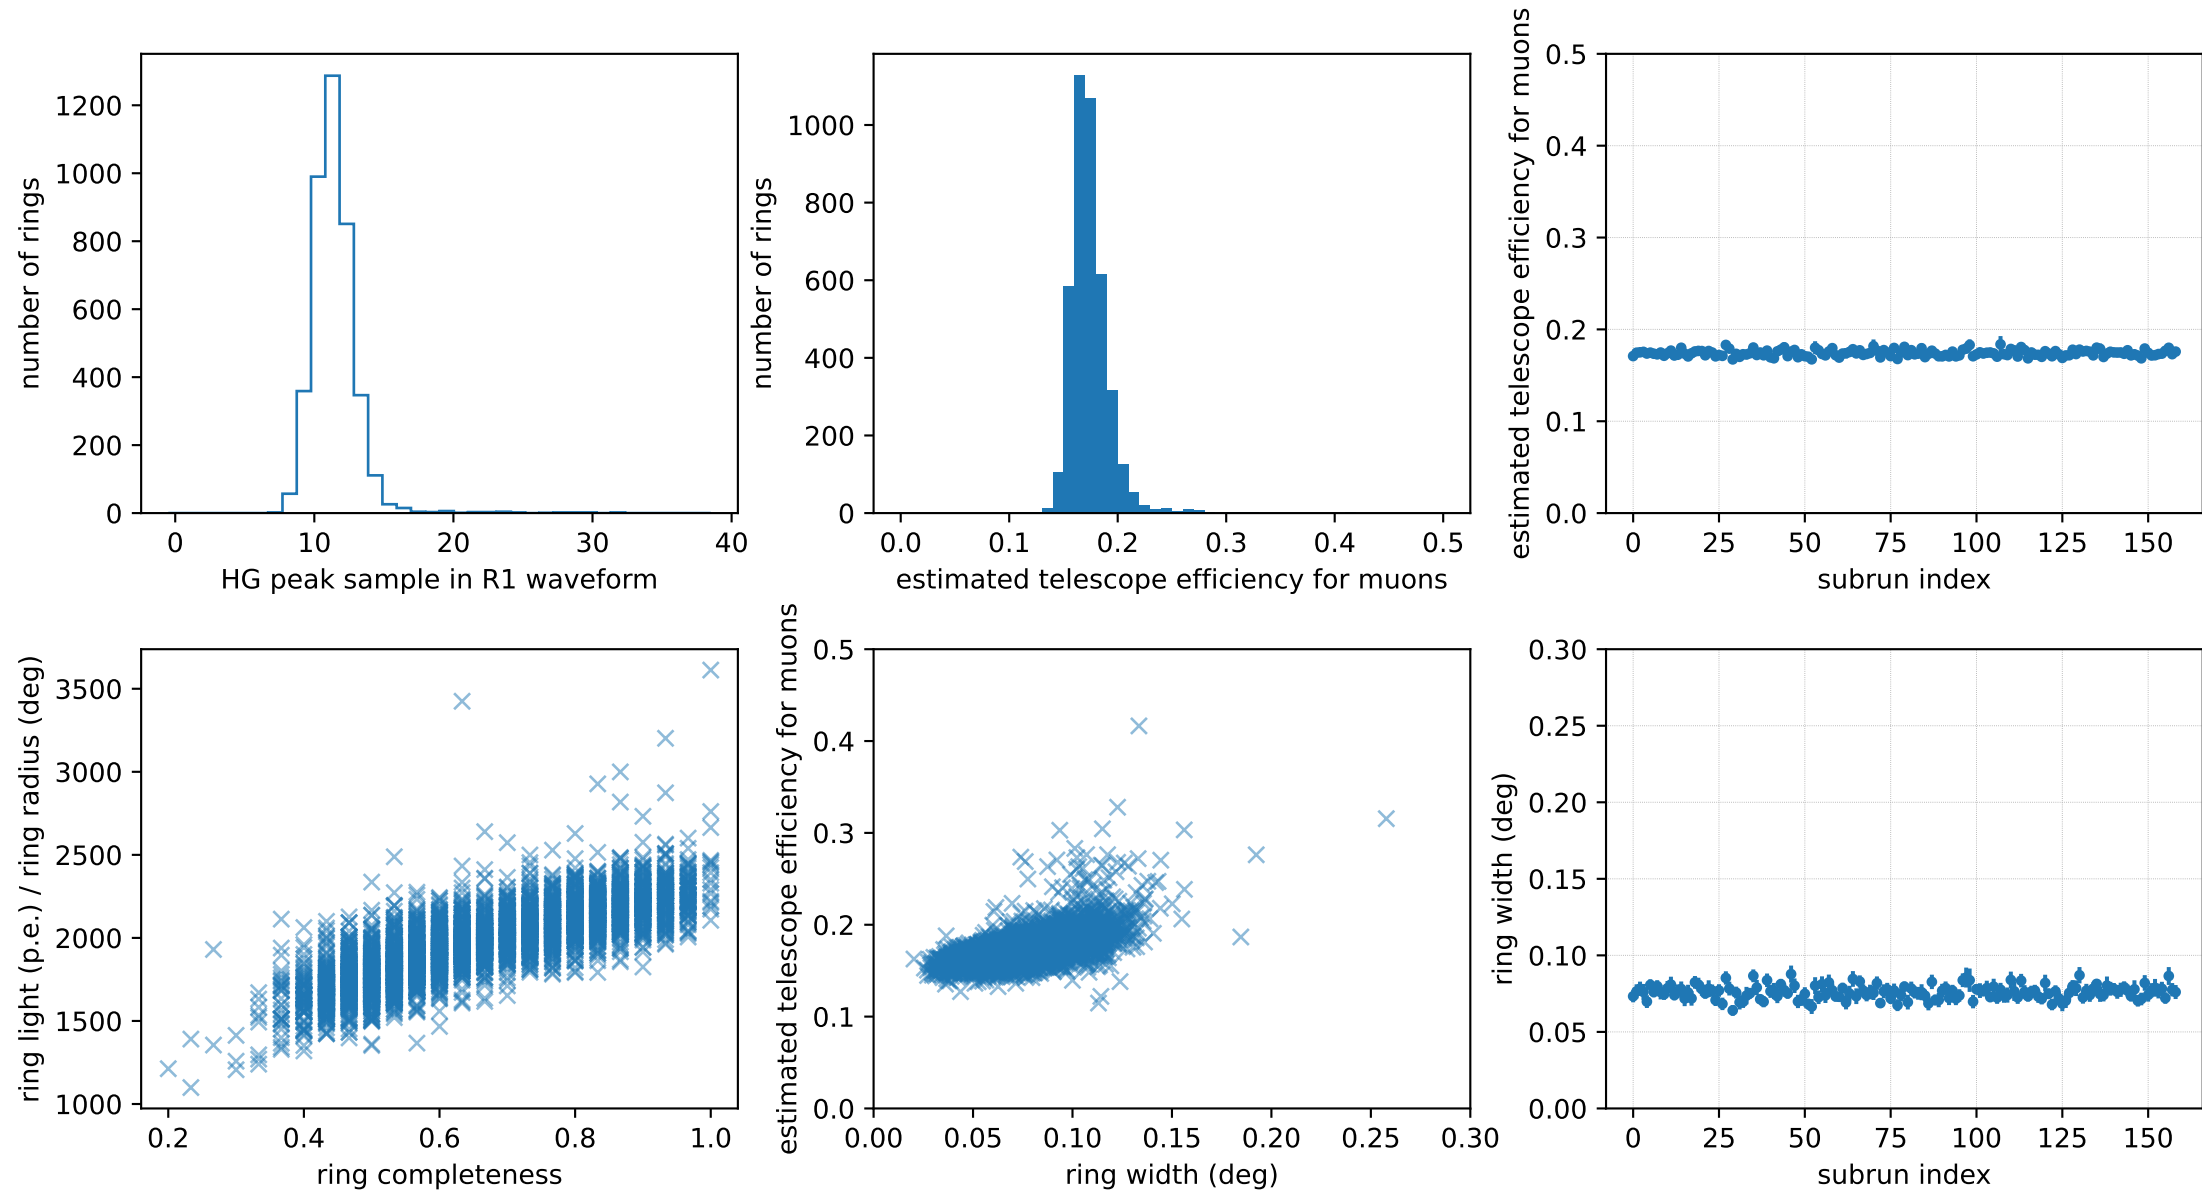 number of rings
1200
1000
800
600
400
200
0
0 10 20 30 40
HG peak sample in R1 waveform
number of rings
1000
800
600
400
200
0
0.0 0.1 0.2 0.3 0.4 0.5
estimated telescope efficiency for muons
estimated telescope efficiency for muons
0.5
0.4
0.3
0.2
0.1
0.0
0 25 50 75 100 125 150
subrun index
ring light (p.e.) / ring radius (deg)
3500
3000
2500
2000
1500
1000
0.2 0.4 0.6 0.8 1.0
ring completeness
estimated telescope efficiency for muons
0.5
0.4
0.3
0.2
0.1
0.0
0.00 0.05 0.10 0.15 0.20 0.25 0.30
ring width (deg)
ring width (deg)
0.30
0.25
0.20
0.15
0.10
0.05
0.00
0 25 50 75 100 125 150
subrun index